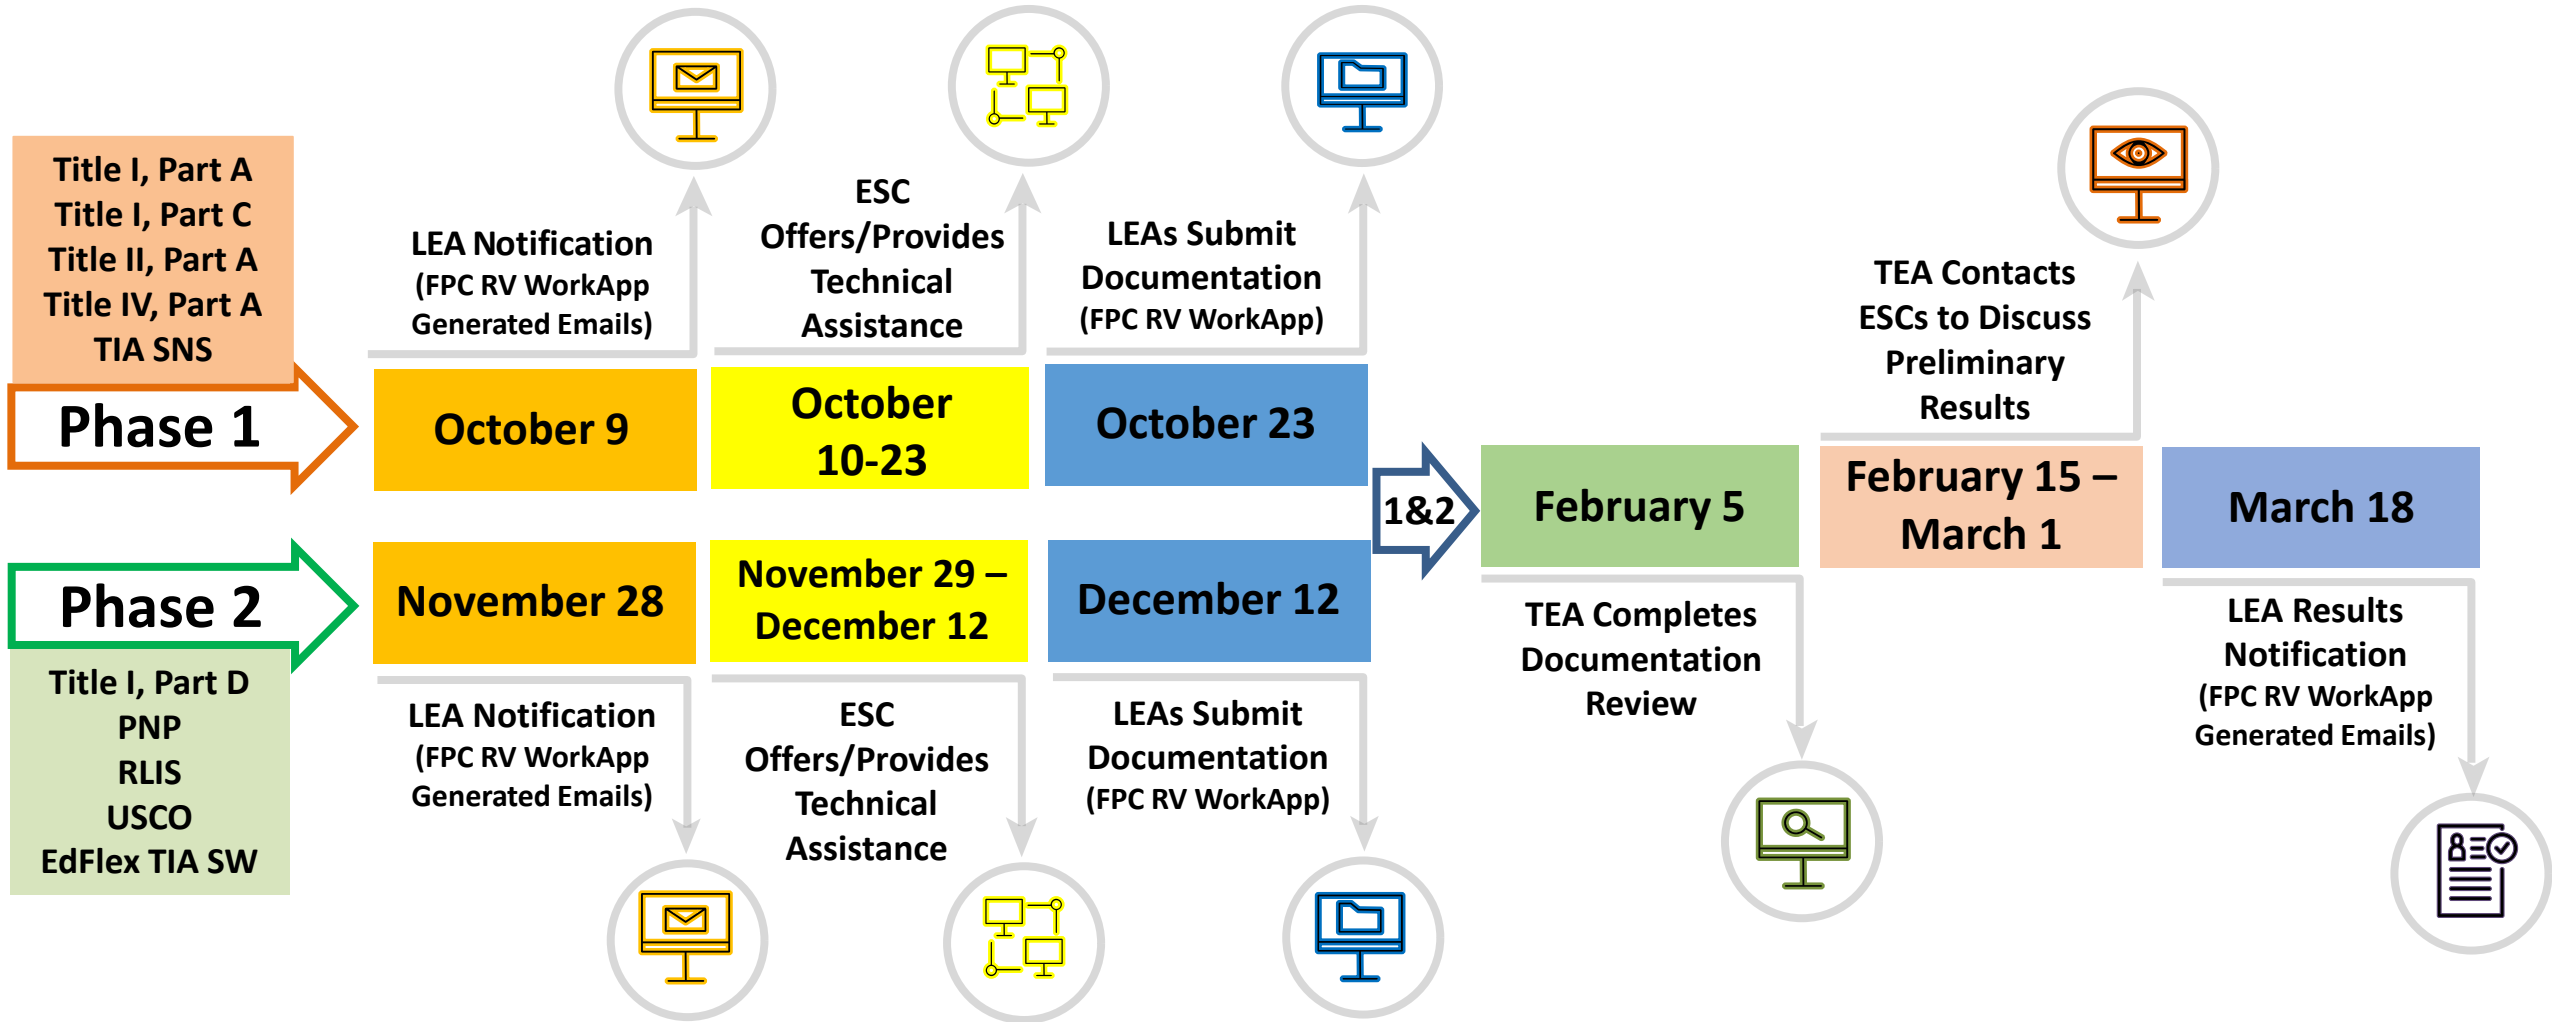 Title I, Part A
Title I, Part C
Title II, Part A
Title IV, Part A
TIA SNS
Phase 1
LEA Notification
(FPC RV WorkApp
Generated Emails)
October 9
ESC
Offers/Provides
Technical
Assistance
October
10-23
LEAs Submit
Documentation
(FPC RV WorkApp)
October 23
Phase 2
Title I, Part D
PNP
RLIS
USCO
EdFlex TIA SW
November 28
LEA Notification
(FPC RV WorkApp
Generated Emails)
November 29 –
December 12
ESC
Offers/Provides
Technical
Assistance
December 12
LEAs Submit
Documentation
(FPC RV WorkApp)
1&2
February 5
TEA Completes
Documentation
Review
TEA Contacts
ESCs to Discuss
Preliminary
Results
February 15 –
March 1
March 18
LEA Results
Notification
(FPC RV WorkApp
Generated Emails)